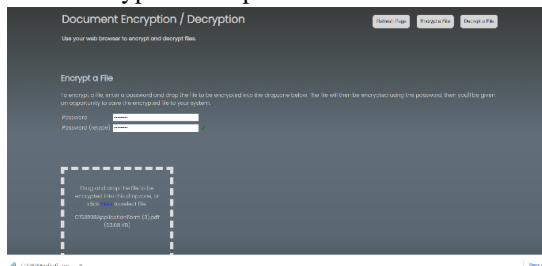 Document Encryption / Decryption
Refresh Page
Encrypt a File
Decrypt a File
Use your web browser to encrypt and decrypt files.
Encrypt a File
To encrypt a file, enter a password and drop the file to be encrypted into the dropzone below. The file will then be encrypted using the password, then you'll be given
an opportunity to save the encrypted file to your system.
Password
Password (retype)
Drag and drop the file to be
encrypted into this dropzone, or
click here to select file.
(3).pdf
Show